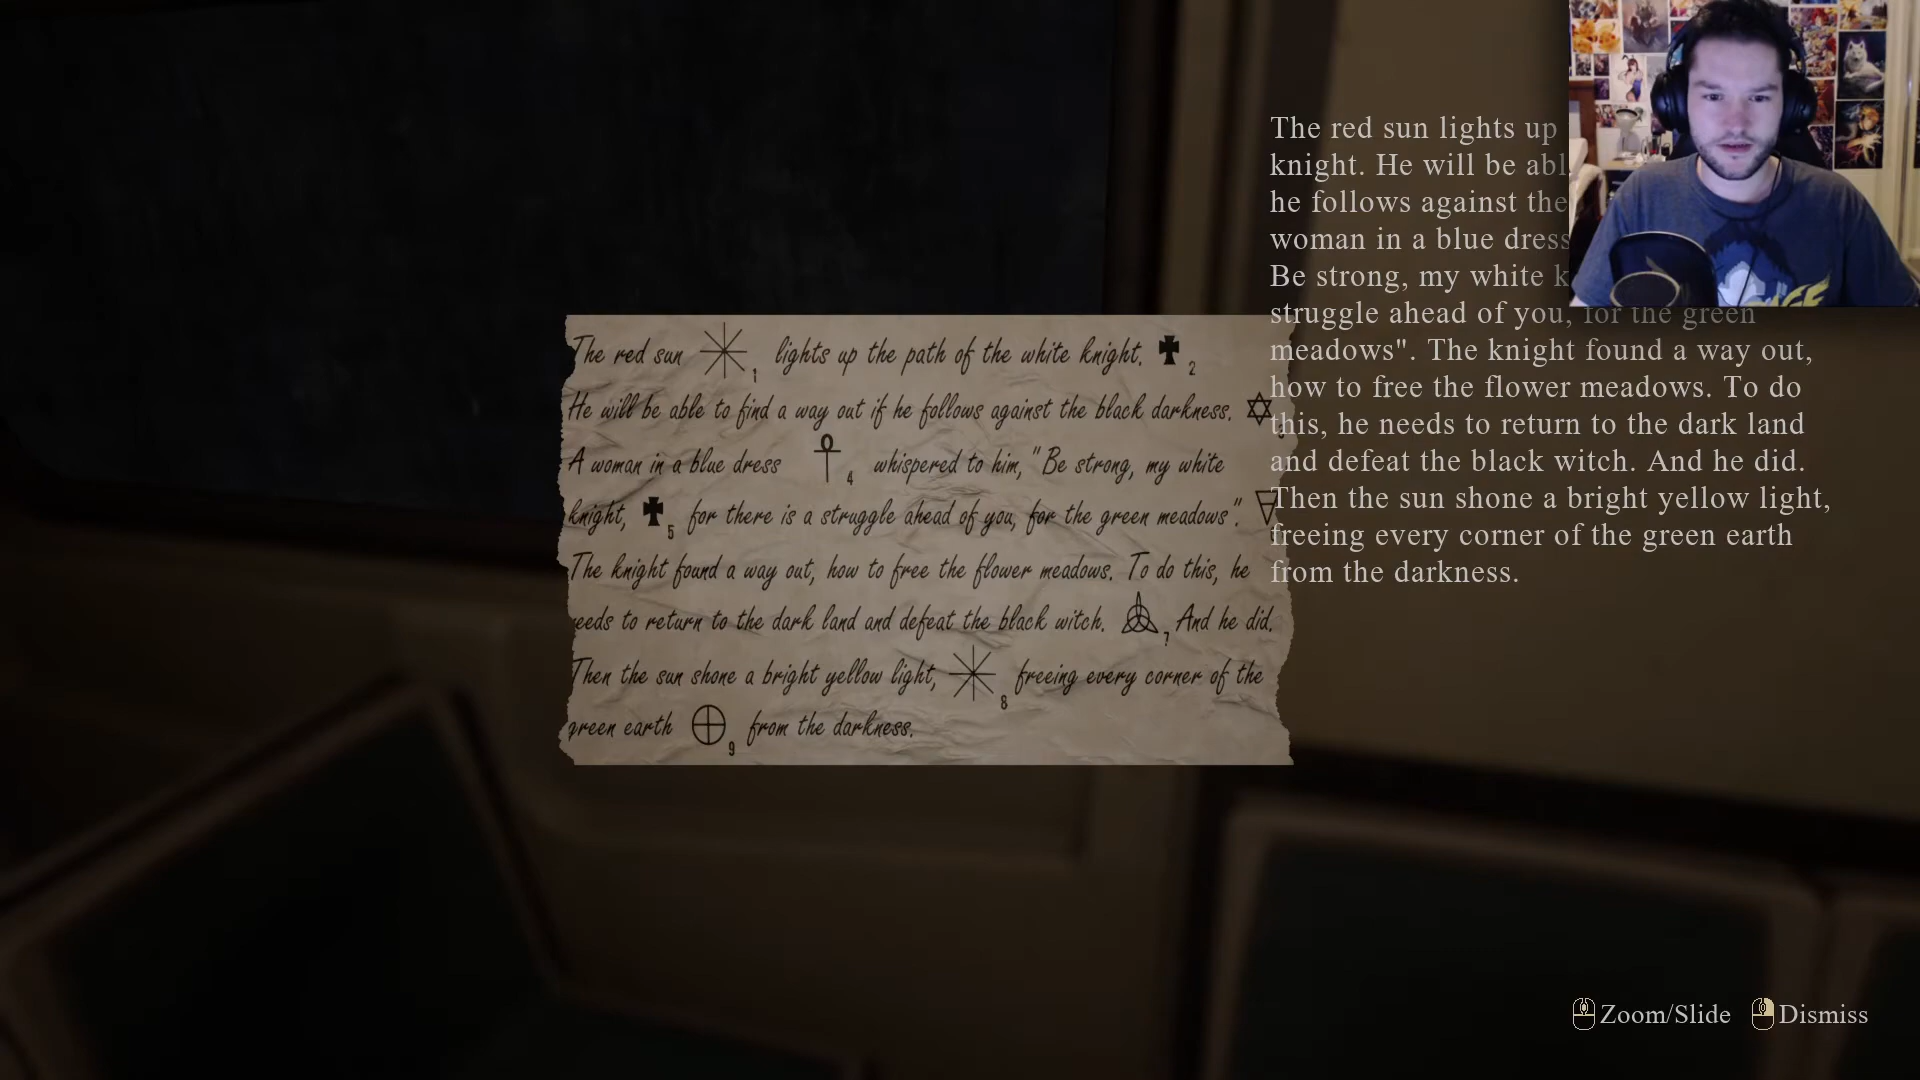 The red sun 1 lights up the path of the white knight. 2
He will be able to find a way out if he follows against the black darkness.
A woman in a blue dress 4 whispered to him, "Be strong, my white
knight, 5 for there is a struggle ahead of you, for the green meadows".
The knight found a way out, how to free the flower meadows. To do this, he
needs to return to the dark land and defeat the black witch. 7 And he did.
Then the sun shone a bright yellow light, 8 freeing every corner of the
green earth 9 from the darkness.
The red sun lights up
knight. He will be
he follows against the
woman in a blue dress
Be strong, my white
struggle ahead of you, for the green
meadows". The knight found a way out,
how to free the flower meadows. To do
this, he needs to return to the dark land
and defeat the black witch. And he did.
Then the sun shone a bright yellow light,
freeing every corner of the green earth
from the darkness.
Zoom/Slide Dismiss